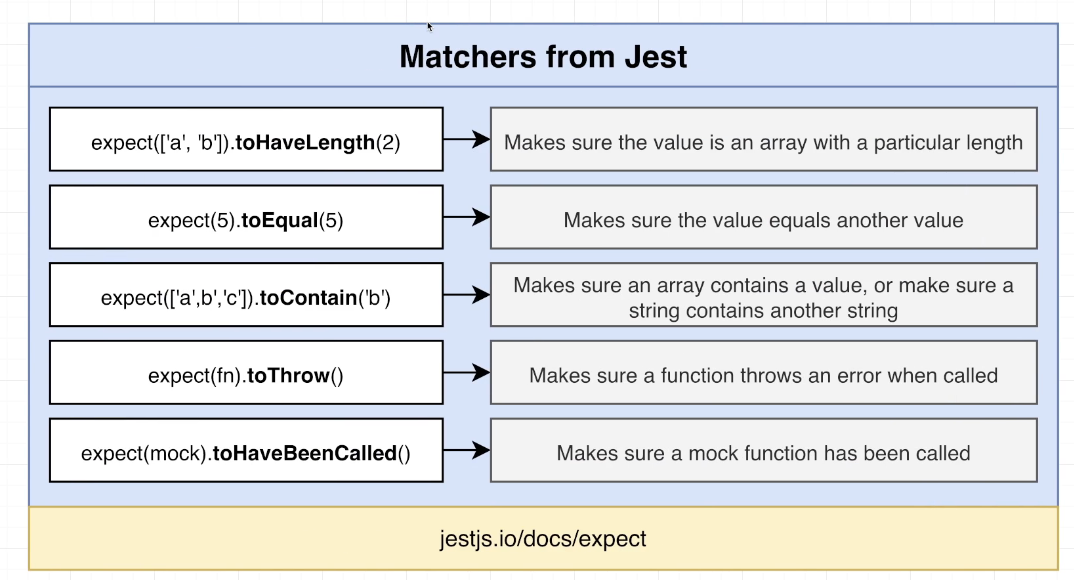 Matchers from Jest
expect(['a', 'b']).toHaveLength(2)
Makes sure the value is an array with a particular length
expect(5).toEqual(5)
Makes sure the value equals another value
expect(['a',b','c']).toContain('b')
Makes sure an array contains a value, or make sure a
string contains another string
expect(fn).toThrow()
Makes sure a function throws an error when called
expect(mock).toHaveBeenCalled()
Makes sure a mock function has been called
jestjs.io/docs/expect